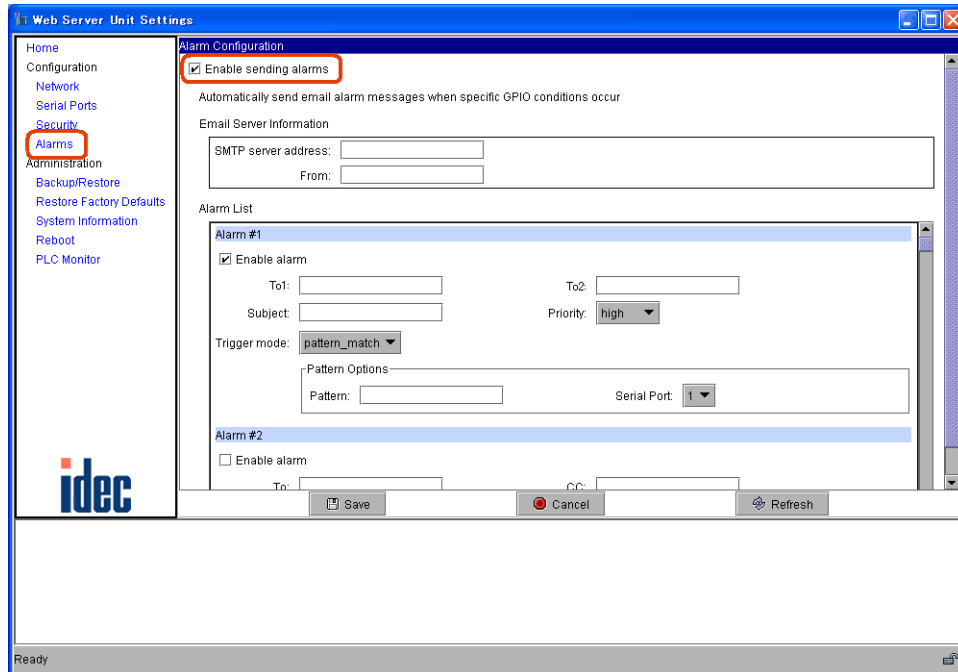 Web Server Unit Settings
Home
Configuration
Network
Serial Ports
Security
Alarms
Administration
Backup/Restore
Restore Factory Defaults
System Information
Reboot
PLC Monitor
idec
Alarm Configuration
Enable sending alarms
Automatically send email alarm messages when specific GPIO conditions occur
Email Server Information
SMTP server address:
From:
Alarm List
Alarm #1
Enable alarm
To1: To2:
Subject: Priority: high
Trigger mode: pattern_match
Pattern Options
Pattern: Serial Port: 1
Alarm #2
Enable alarm
To: CC:
Save Cancel Refresh
Ready